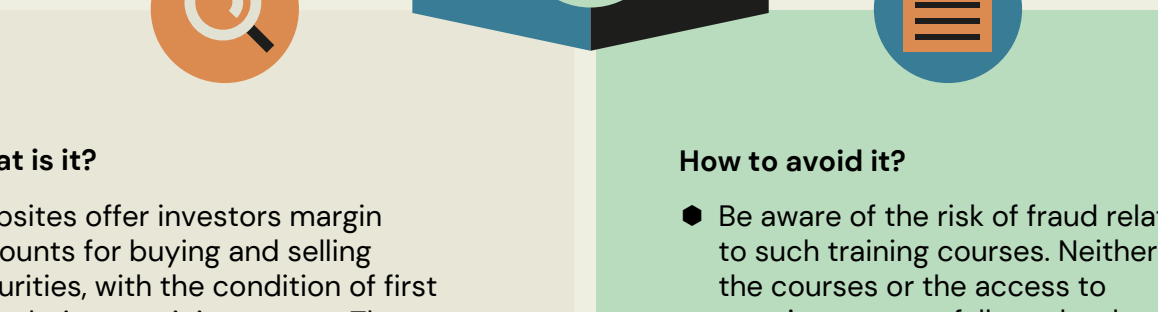 at is it?
bsites offer investors margin
ounts for buying and selling
urities, with the condition of first
How to avoid it?
Be aware of the risk of fraud relat
to such training courses. Neither
the courses or the access to